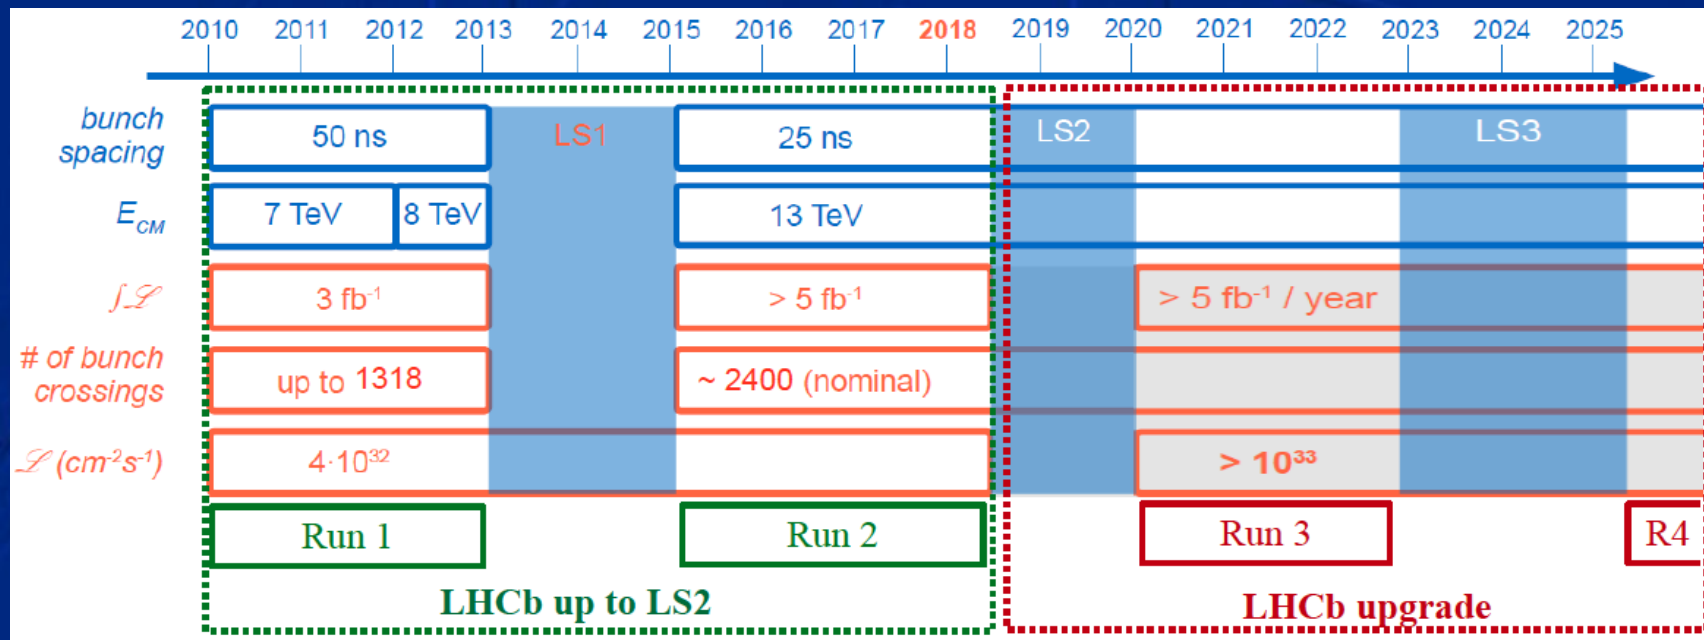 2010 2011 2012 2013 2014 2015 2016 2017 2018 2019 2020 2021 2022 2023 2024 2025
bunch
spacing
50 ns LS1 25 ns LS2 LS3
E_CM 7 TeV 8 TeV 13 TeV
∫ℒ 3 fb⁻¹ > 5 fb⁻¹ > 5 fb⁻¹ / year
# of bunch
crossings
up to 1318 ~ 2400 (nominal)
ℒ (cm⁻²s⁻¹) 4·10³² > 10³³
Run 1 Run 2 Run 3 R4
LHCb up to LS2 LHCb upgrade